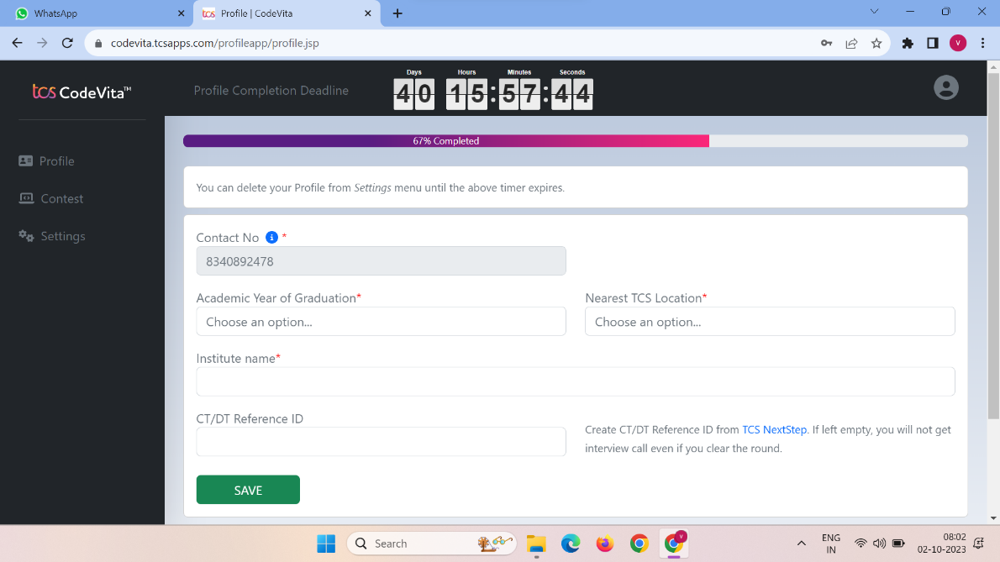 WhatsApp
tcs Profile | CodeVita
codevita.tcsapps.com/profileapp/profile.jsp
V
tcs CodeVita™
Profile Completion Deadline
Days Hours Minutes Seconds
40 15:57:44
67% Completed
Profile
Contest
Settings
You can delete your Profile from Settings menu until the above timer expires.
Contact No i *
8340892478
Academic Year of Graduation*
Nearest TCS Location*
Choose an option...
Choose an option...
Institute name*
CT/DT Reference ID
Create CT/DT Reference ID from TCS NextStep. If left empty, you will not get
interview call even if you clear the round.
SAVE
Search
V
ENG
IN
08:02
02-10-2023